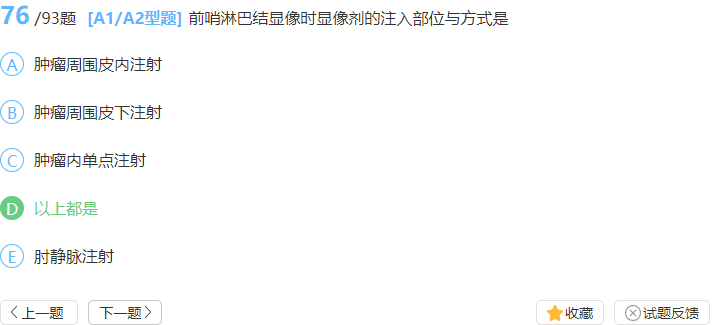 76 /93题 [A1/A2型题] 前哨淋巴结显像时显像剂的注入部位与方式是
A 肿瘤周围皮内注射
B 肿瘤周围皮下注射
C 肿瘤内单点注射
D 以上都是
E 肘静脉注射
上一题 下一题 收藏 试题反馈